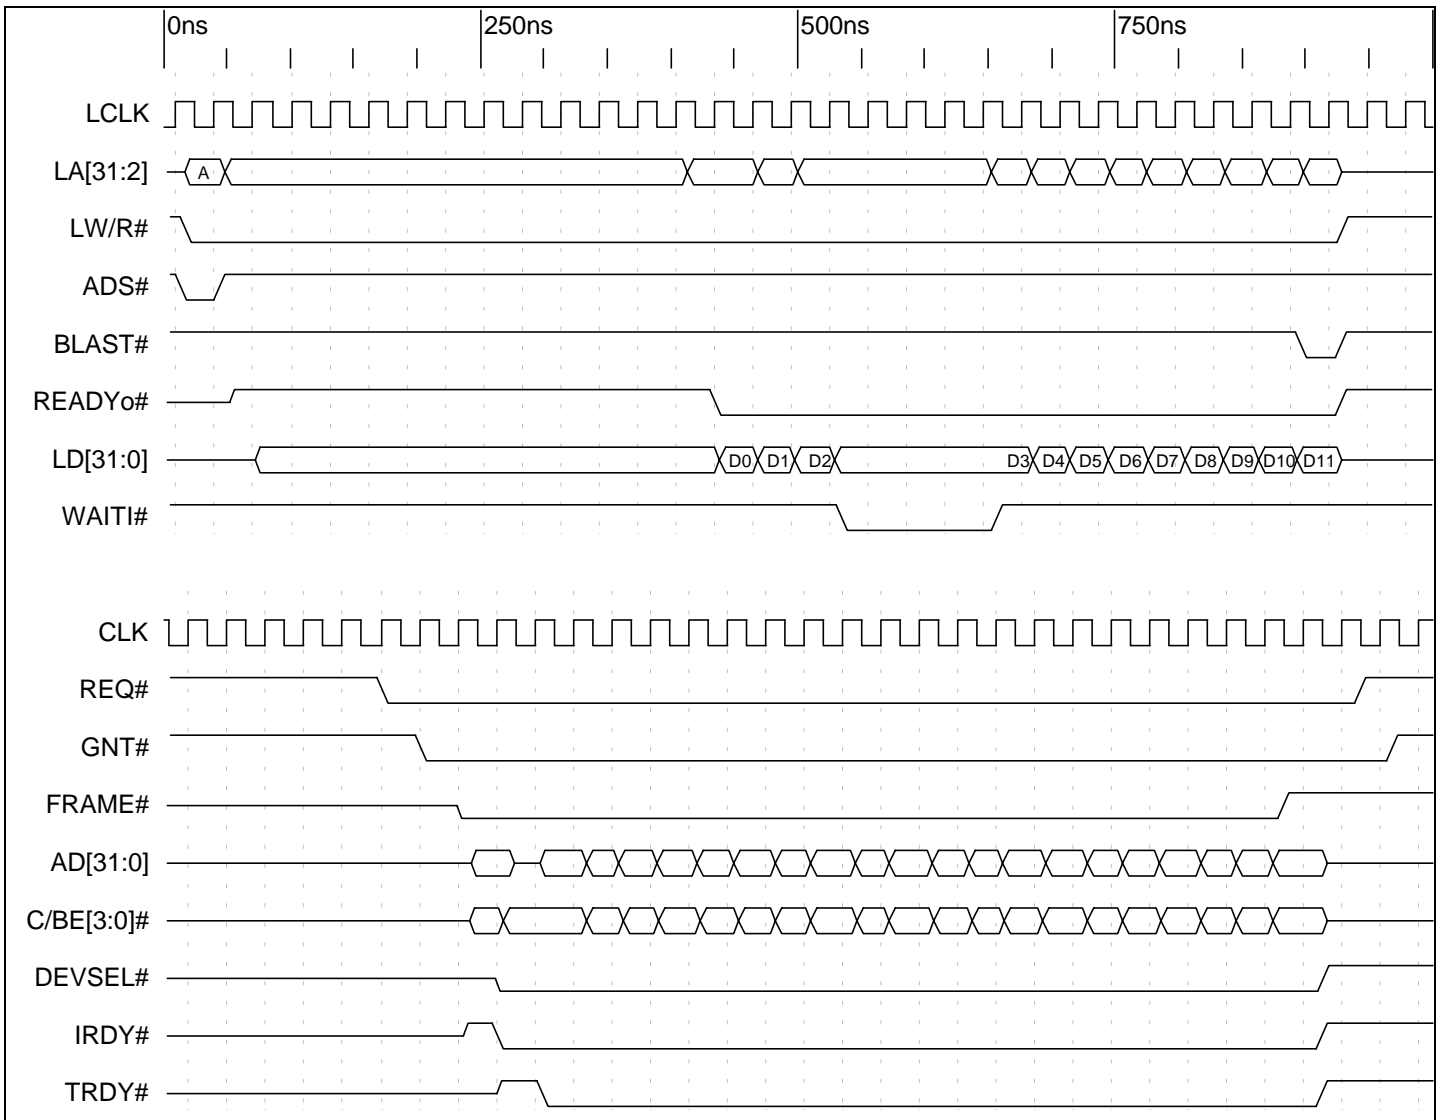 0ns 250ns 500ns 750ns
LCLK
LA[31:2] A
LW/R#
ADS#
BLAST#
READYo#
LD[31:0] D0 D1 D2 D3 D4 D5 D6 D7 D8 D9 D10 D11
WAITI#
CLK
REQ#
GNT#
FRAME#
AD[31:0]
C/BE[3:0]#
DEVSEL#
IRDY#
TRDY#